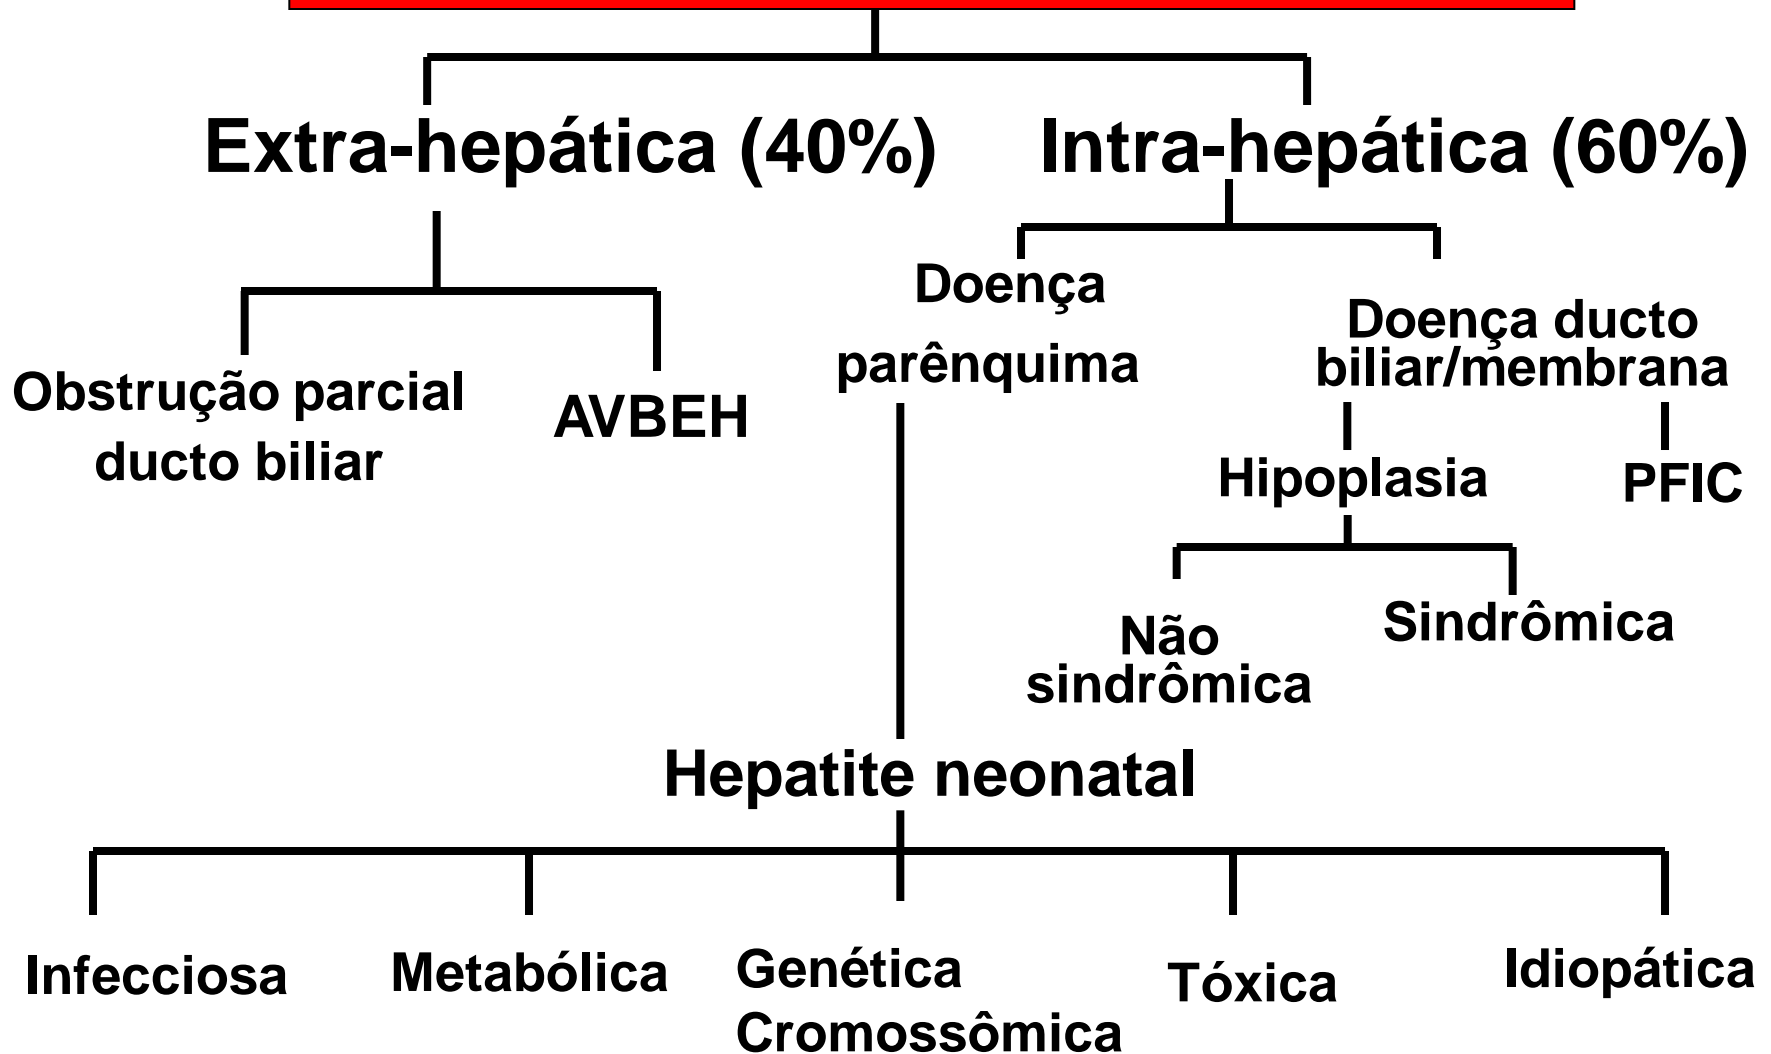 Extra-hepática (40%)
Intra-hepática (60%)
Obstrução parcial
ducto biliar
AVBEH
Doença
parênquima
Doença ducto
biliar/membrana
Hipoplasia
PFIC
Não
sindrômica
Sindrômica
Hepatite neonatal
Infecciosa
Metabólica
Genética
Cromossômica
Tóxica
Idiopática